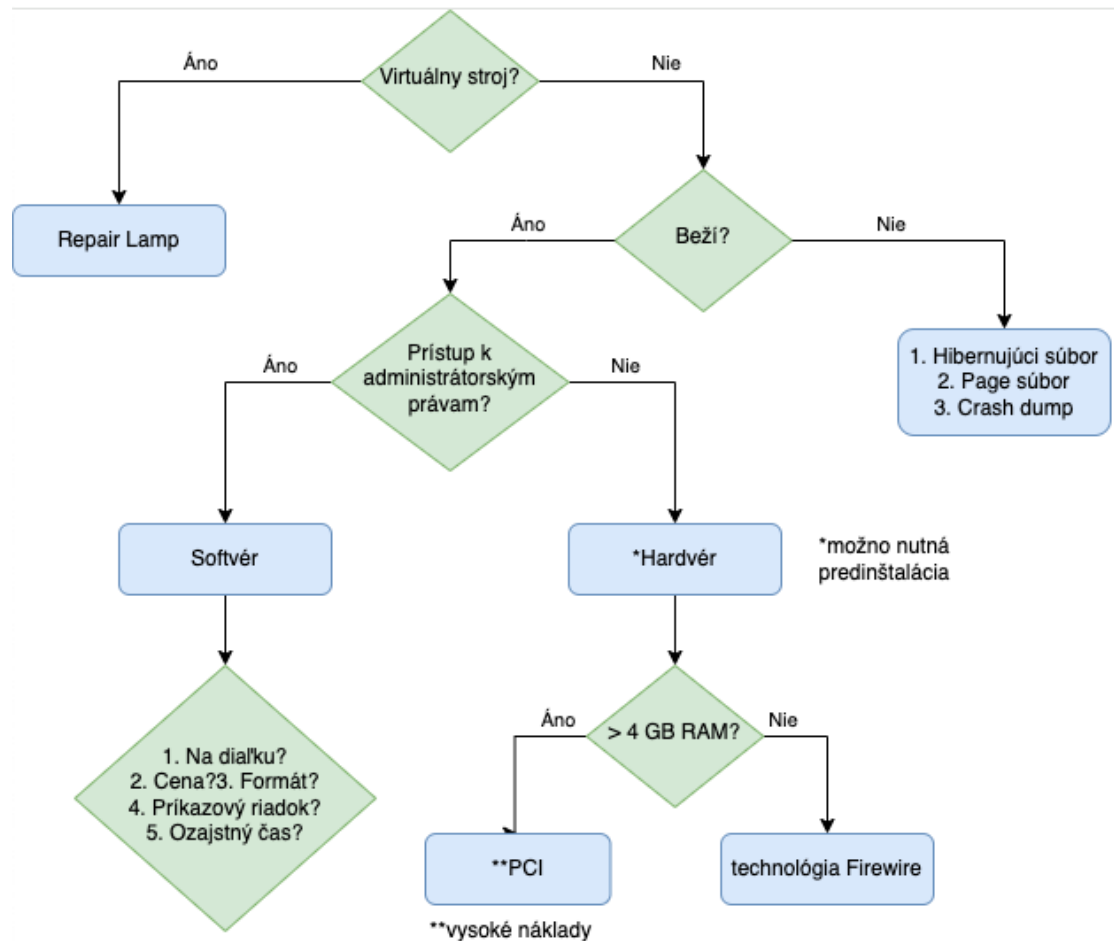 Virtuálny stroj?
Áno
Nie
Repair Lamp
Beží?
Áno
Nie
Prístup k
administrátorským
právam?
Áno
Nie
1. Hibernujúci súbor
2. Page súbor
3. Crash dump
Softvér
*Hardvér
*možno nutná
predinštalácia
1. Na diaľku?
2. Cena?3. Formát?
4. Príkazový riadok?
5. Ozajstný čas?
> 4 GB RAM?
Áno
Nie
**PCI
technológia Firewire
**vysoké náklady